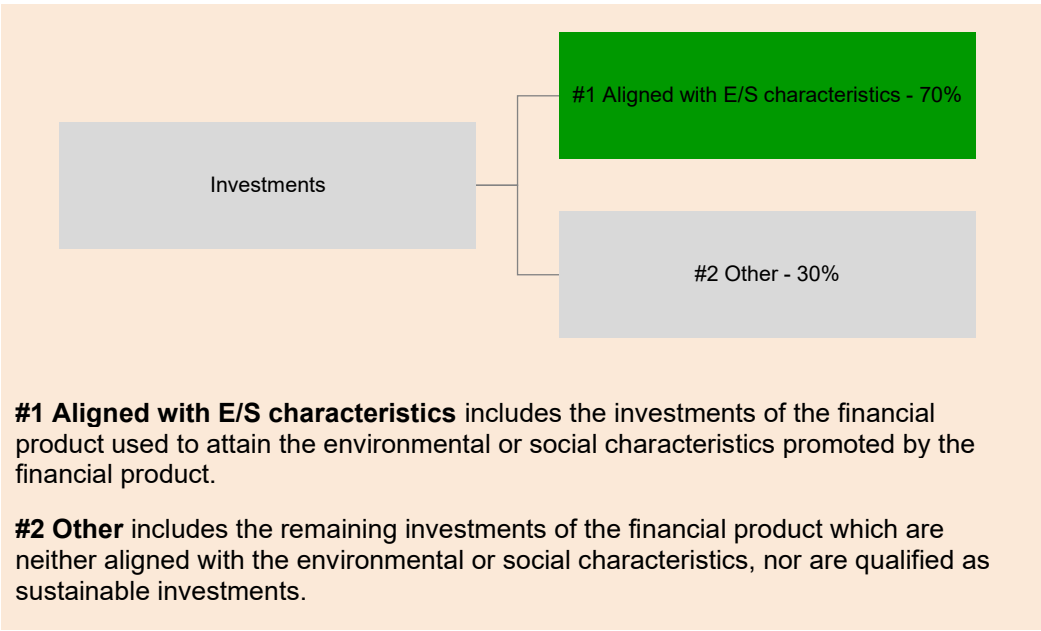 #1 Aligned with E/S characteristics - 70%
Investments
#2 Other - 30%
#1 Aligned with E/S characteristics includes the investments of the financial
product used to attain the environmental or social characteristics promoted by the
financial product.
#2 Other includes the remaining investments of the financial product which are
neither aligned with the environmental or social characteristics, nor are qualified as
sustainable investments.